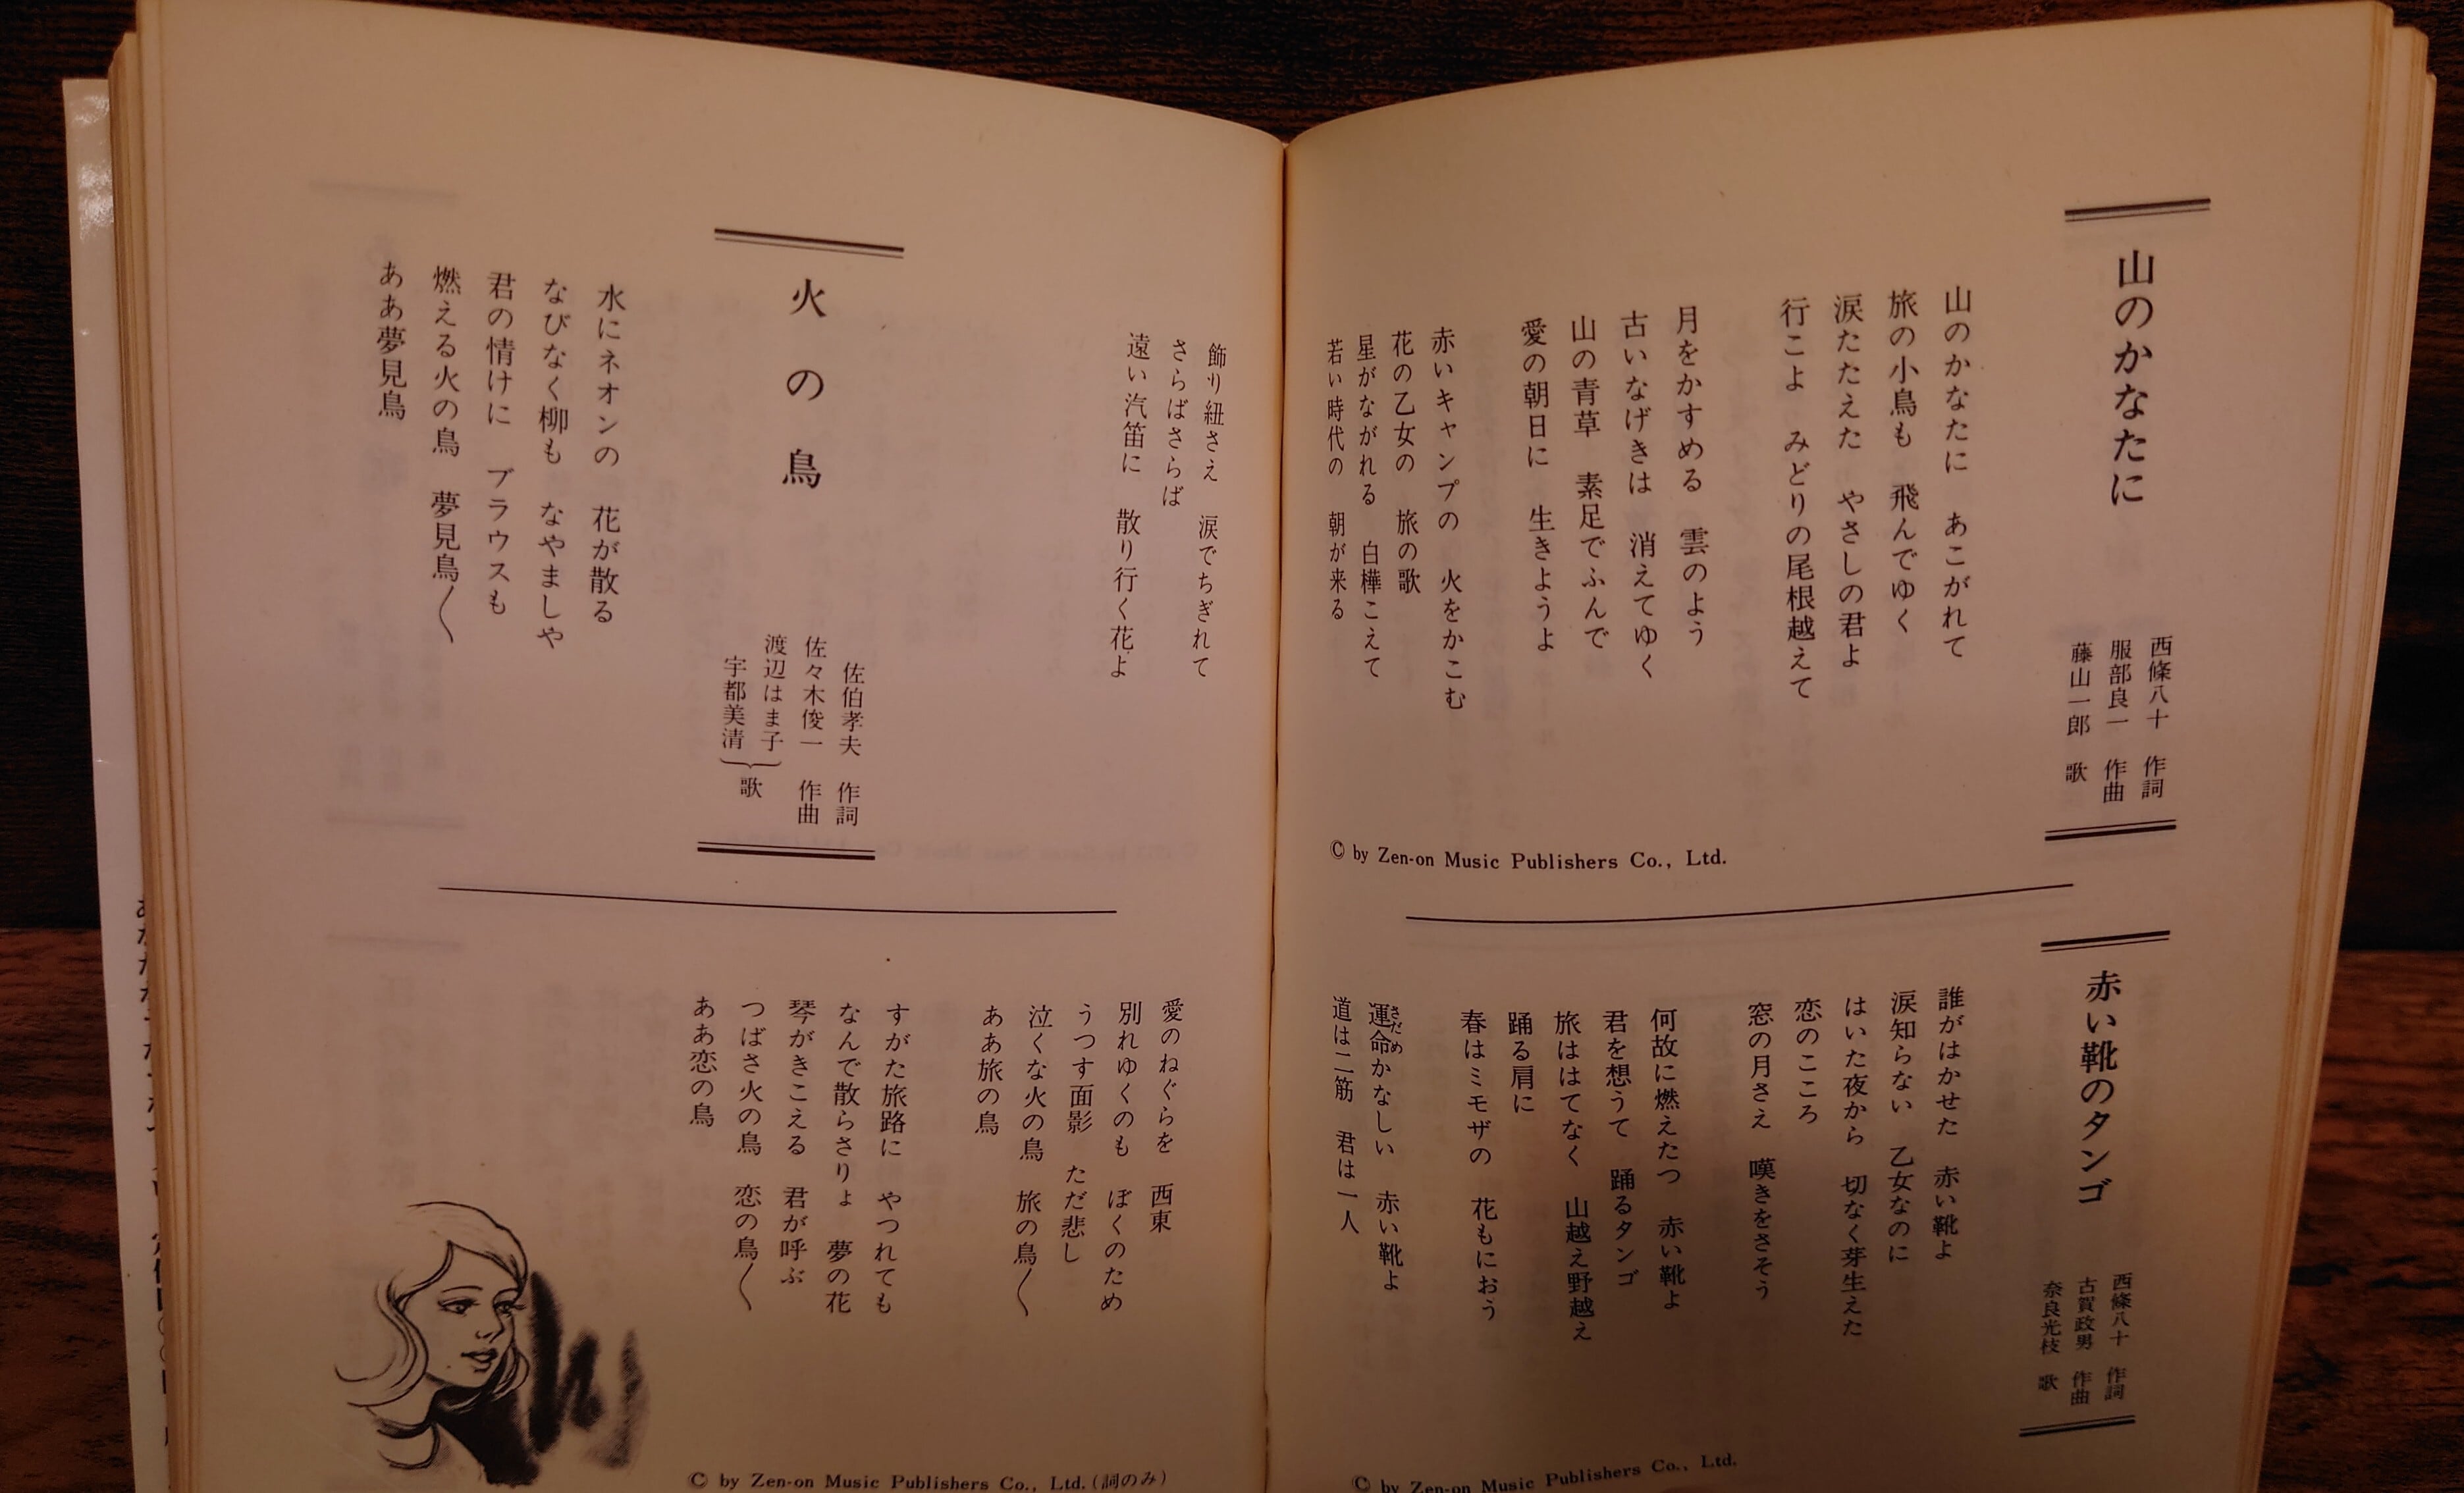 山のかなたに
西條八十　作詞
服部良一　作曲
藤山一郎　歌
山のかなたに　あこがれて
旅の小鳥も　飛んでゆく
涙たたえた　やさしの君よ
行こよ　みどりの尾根越えて
月をかすめる　雲のよう
古いなげきは　消えてゆく
山の青草　素足でふんで
愛の朝日に　生きようよ
赤いキャンプの　火をかこむ
花の乙女の　旅の歌
星がながれる　白樺こえて
若い時代の　朝が来る
© by Zen-on Music Publishers Co., Ltd.
赤い靴のタンゴ
西條八十　作詞
古賀政男　作曲
奈良光枝　歌
誰がはかせた　赤い靴よ
涙知らない　乙女なのに
はいた夜から　切なく芽生えた
恋のこころ
窓の月さえ　嘆きをさそう
何故に燃えたつ　赤い靴よ
君を想うて　踊るタンゴ
旅ははてなく　山越え野越え
踊る肩に
春はミモザの　花もにおう
運命かなしい　赤い靴よ
さだめ
道は二筋　君は一人
© by Zen-on Music Publishers Co., Ltd.
飾り紐さえ　涙でちぎれて
さらばさらば
遠い汽笛に　散り行く花よ
火の鳥
佐伯孝夫　作詞
佐々木俊一　作曲
渡辺はま子
宇都美清
歌
水にネオンの　花が散る
なびなく柳も　なやましや
君の情けに　ブラウスも
燃える火の鳥　夢見鳥〱
ああ夢見鳥
愛のねぐらを　西東
別れゆくのも　ぼくのため
うつす面影　ただ悲し
泣くな火の鳥　旅の鳥〱
ああ旅の鳥
すがた旅路に　やつれても
なんで散らさりょ　夢の花
琴がきこえる　君が呼ぶ
つばさ火の鳥　恋の鳥〱
ああ恋の鳥
© by Zen-on Music Publishers Co., Ltd.(詞のみ)